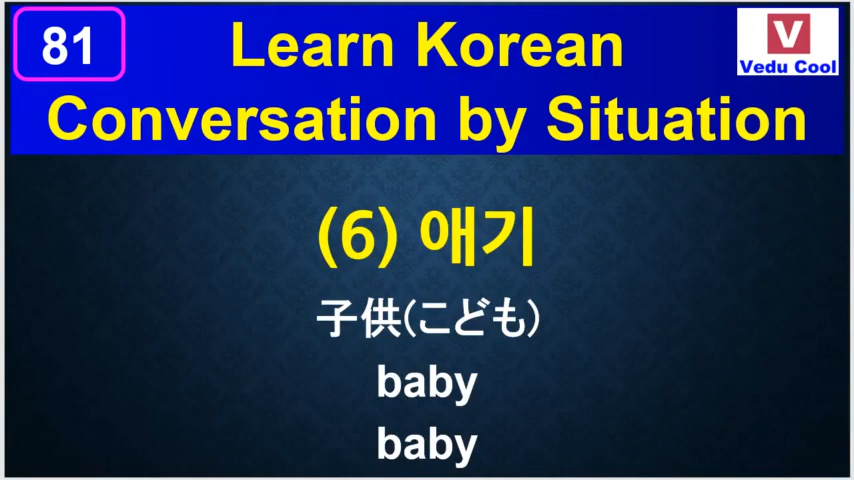 81
Learn Korean
Conversation by Situation
V
Vedu Cool
(6) 애기
子供(こども)
baby
baby